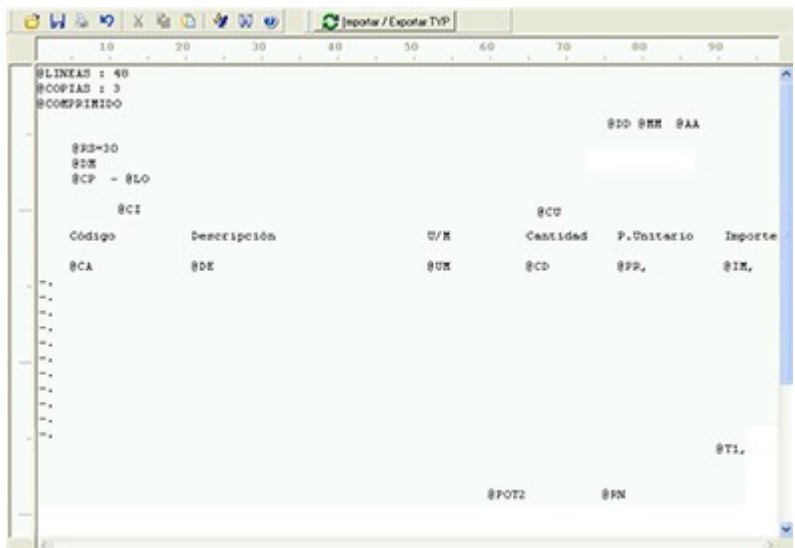 Importar / Exportar TYP
10 20 30 40 50 60 70 80 90
@LINEAS : 48
@COPIAS : 3
@COMPRIMIDO
@DD @MM @AA
@RS=30
@DM
@CP - @LO
@CI @CU
Código Descripción U/M Cantidad P.Unitario Importe
@CA @DE @UM @CD @PP, @IM,
-.
-.
-.
-.
-.
-.
-.
-.
-.
-.
-.
@T1,
@POT2 @RN